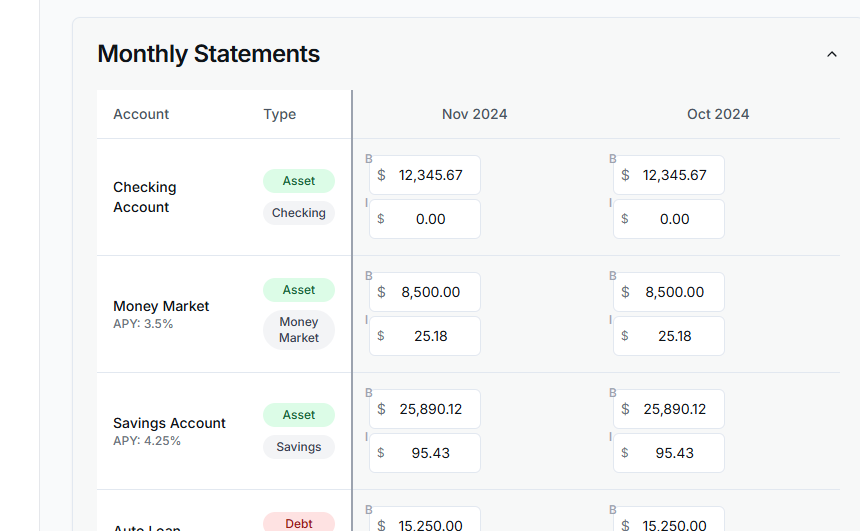 Monthly Statements
Account Type Nov 2024 Oct 2024
Checking
Account
Asset
Checking
B $ 12,345.67 B $ 12,345.67
I $ 0.00 I $ 0.00
Money Market
APY: 3.5%
Asset
Money
Market
B $ 8,500.00 B $ 8,500.00
I $ 25.18 I $ 25.18
Savings Account
APY: 4.25%
Asset
Savings
B $ 25,890.12 B $ 25,890.12
I $ 95.43 I $ 95.43
Auto Loan
Debt
B $ 15,250.00 B $ 15,250.00